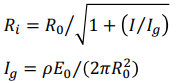 R_i = R_0/√(1 + (I/I_g))
I_g = ρE_0/(2πR_0^2)